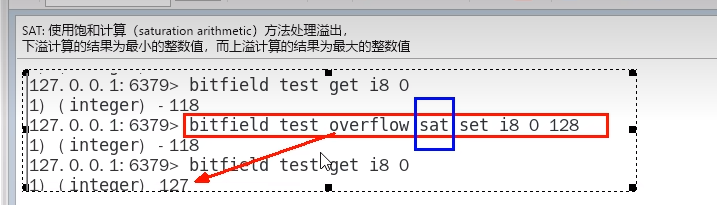 SAT: 使用饱和计算（saturation arithmetic）方法处理溢出，
下溢计算的结果为最小的整数值，而上溢计算的结果为最大的整数值
127.0.0.1:6379> bitfield test get i8 0
1) (integer) -118
127.0.0.1:6379> bitfield test overflow sat set i8 0 128
1) (integer) -118
127.0.0.1:6379> bitfield test get i8 0
1) (integer) 127